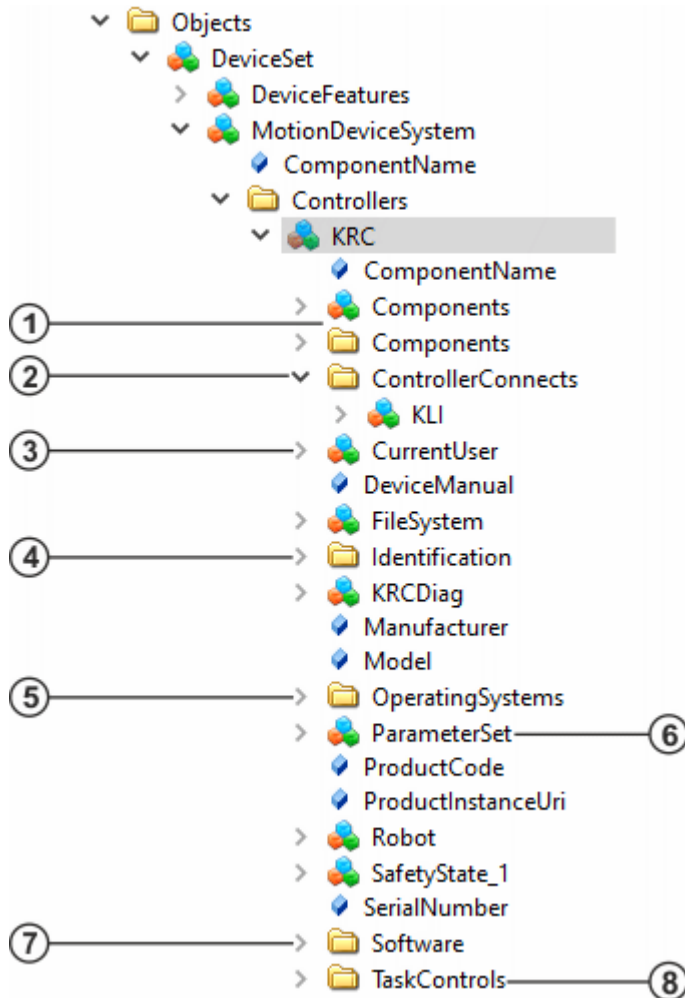 Objects
DeviceSet
DeviceFeatures
MotionDeviceSystem
ComponentName
Controllers
KRC
ComponentName
Components
1
Components
2 ControllerConnects
KLI
3 CurrentUser
DeviceManual
FileSystem
4 Identification
KRCDiag
Manufacturer
Model
5 OperatingSystems
ParameterSet 6
ProductCode
ProductInstanceUri
Robot
SafetyState_1
SerialNumber
7 Software
TaskControls 8